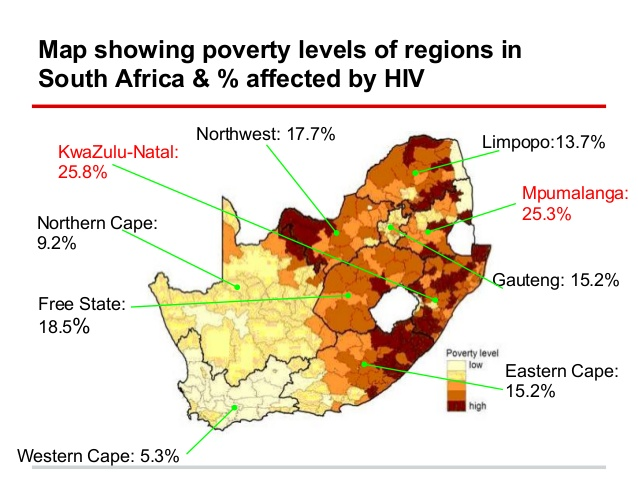 Map showing poverty levels of regions in
South Africa & % affected by HIV
Northwest: 17.7%
Limpopo:13.7%
KwaZulu-Natal:
25.8%
Mpumalanga:
25.3%
Northern Cape:
9.2%
Gauteng: 15.2%
Free State:
18.5%
Poverty level
low
high
Eastern Cape:
15.2%
Western Cape: 5.3%